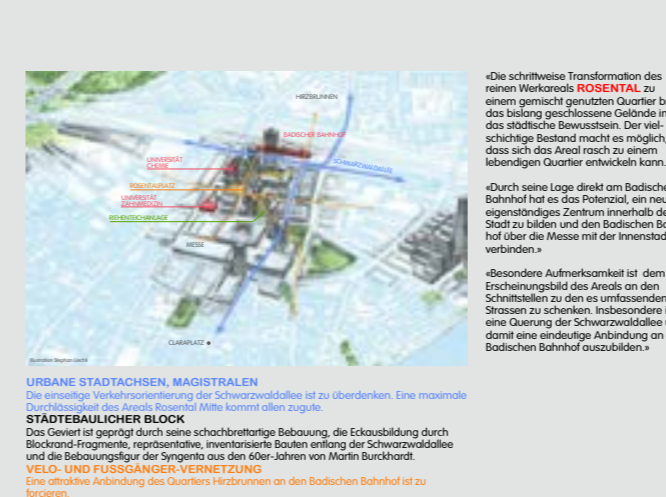 HIRZBRUNNEN
BADISCHER BAHNHOF
UNIVERSITÄT
CHEMIE
SCHWARZWALDALLEE
ROSENTALPLATZ
UNIVERSITÄT
ZAHNMEDIZIN
RIEHENTEICHANLAGE
MESSE
CLARAPLATZ
Illustration Stephan Liechti
URBANE STADTACHSEN, MAGISTRALEN
Die einseitige Verkehrsorientierung der Schwarzwaldallee ist zu überdenken. Eine maximale
Durchlässigkeit des Areals Rosental Mitte kommt allen zugute.
STÄDTEBAULICHER BLOCK
Das Geviert ist geprägt durch seine schachbrettartige Bebauung, die Eckausbildung durch
Blockrand-Fragmente, repräsentative, inventarisierte Bauten entlang der Schwarzwaldallee
und die Bebauungsfigur der Syngenta aus den 60er-Jahren von Martin Burckhardt.
VELO- UND FUSSGÄNGER-VERNETZUNG
Eine attraktive Anbindung des Quartiers Hirzbrunnen an den Badischen Bahnhof ist zu
forcieren.
«Die schrittweise Transformation des
reinen Werkareals ROSENTAL zu
einem gemischt genutzten Quartier b
das bislang geschlossene Gelände in
das städtische Bewusstsein. Der viel-
schichtige Bestand macht es möglich,
dass sich das Areal rasch zu einem
lebendigen Quartier entwickeln kann.
«Durch seine Lage direkt am Badische
Bahnhof hat es das Potenzial, ein neu
eigenständiges Zentrum innerhalb de
Stadt zu bilden und den Badischen Ba
hof über die Messe mit der Innenstad
verbinden.»
«Besondere Aufmerksamkeit ist dem
Erscheinungsbild des Areals an den
Schnittstellen zu den es umfassenden
Strassen zu schenken. Insbesondere i
eine Querung der Schwarzwaldallee
damit eine eindeutige Anbindung an
Badischen Bahnhof auszubilden.»